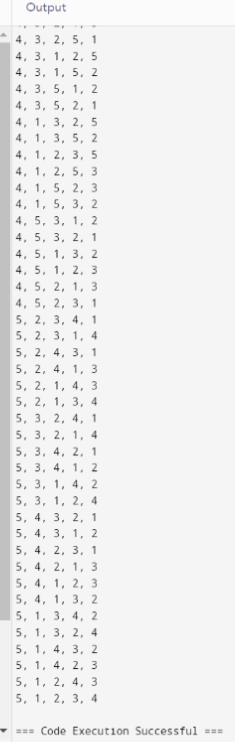 Output
4, 3, 2, 5, 1
4, 3, 1, 2, 5
4, 3, 1, 5, 2
4, 3, 5, 1, 2
4, 3, 5, 2, 1
4, 1, 3, 2, 5
4, 1, 3, 5, 2
4, 1, 2, 3, 5
4, 1, 2, 5, 3
4, 1, 5, 2, 3
4, 1, 5, 3, 2
4, 5, 3, 1, 2
4, 5, 3, 2, 1
4, 5, 1, 3, 2
4, 5, 1, 2, 3
4, 5, 2, 1, 3
4, 5, 2, 3, 1
5, 2, 3, 4, 1
5, 2, 3, 1, 4
5, 2, 4, 3, 1
5, 2, 4, 1, 3
5, 2, 1, 4, 3
5, 2, 1, 3, 4
5, 3, 2, 4, 1
5, 3, 2, 1, 4
5, 3, 4, 2, 1
5, 3, 4, 1, 2
5, 3, 1, 4, 2
5, 3, 1, 2, 4
5, 4, 3, 2, 1
5, 4, 3, 1, 2
5, 4, 2, 3, 1
5, 4, 2, 1, 3
5, 4, 1, 2, 3
5, 4, 1, 3, 2
5, 1, 3, 4, 2
5, 1, 3, 2, 4
5, 1, 4, 3, 2
5, 1, 4, 2, 3
5, 1, 2, 4, 3
5, 1, 2, 3, 4
=== Code Execution Successful ===